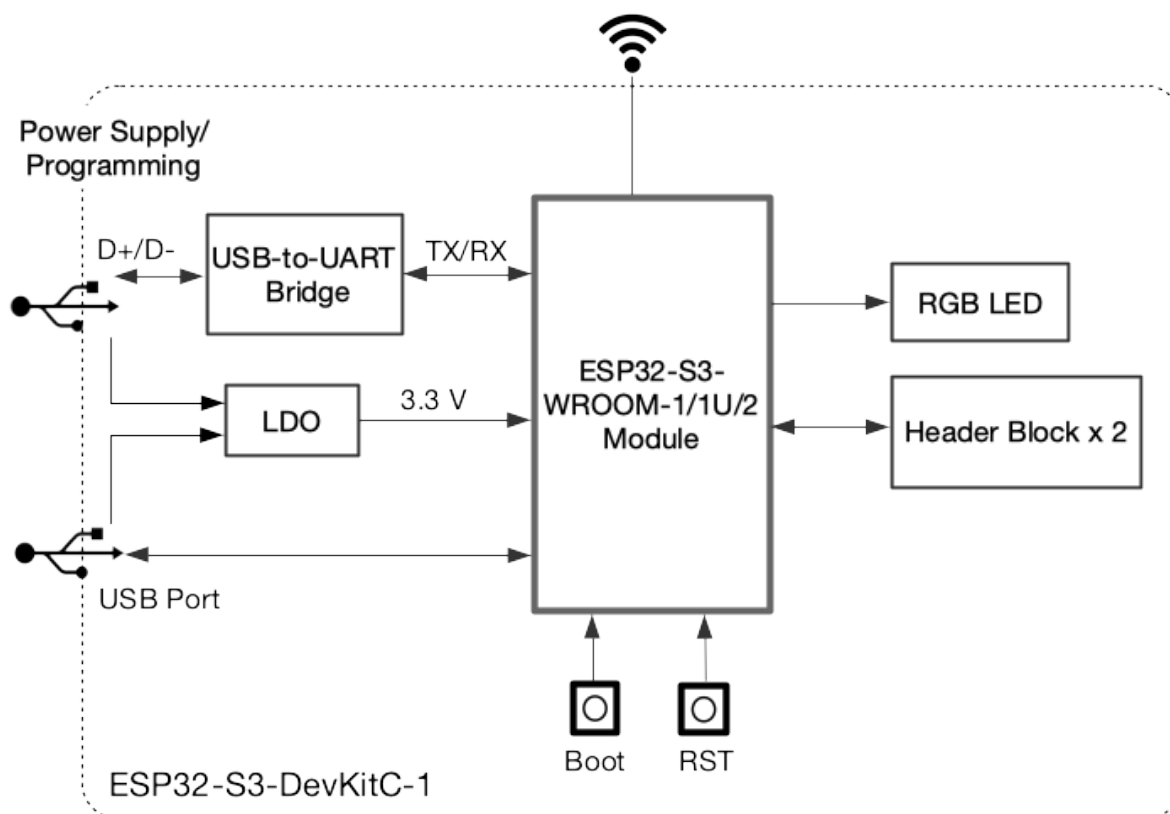 Power Supply/
Programming
D+/D-
USB-to-UART
Bridge
TX/RX
RGB LED
ESP32-S3-
WROOM-1/1U/2
Module
LDO
3.3 V
Header Block x 2
USB Port
Boot
RST
ESP32-S3-DevKitC-1